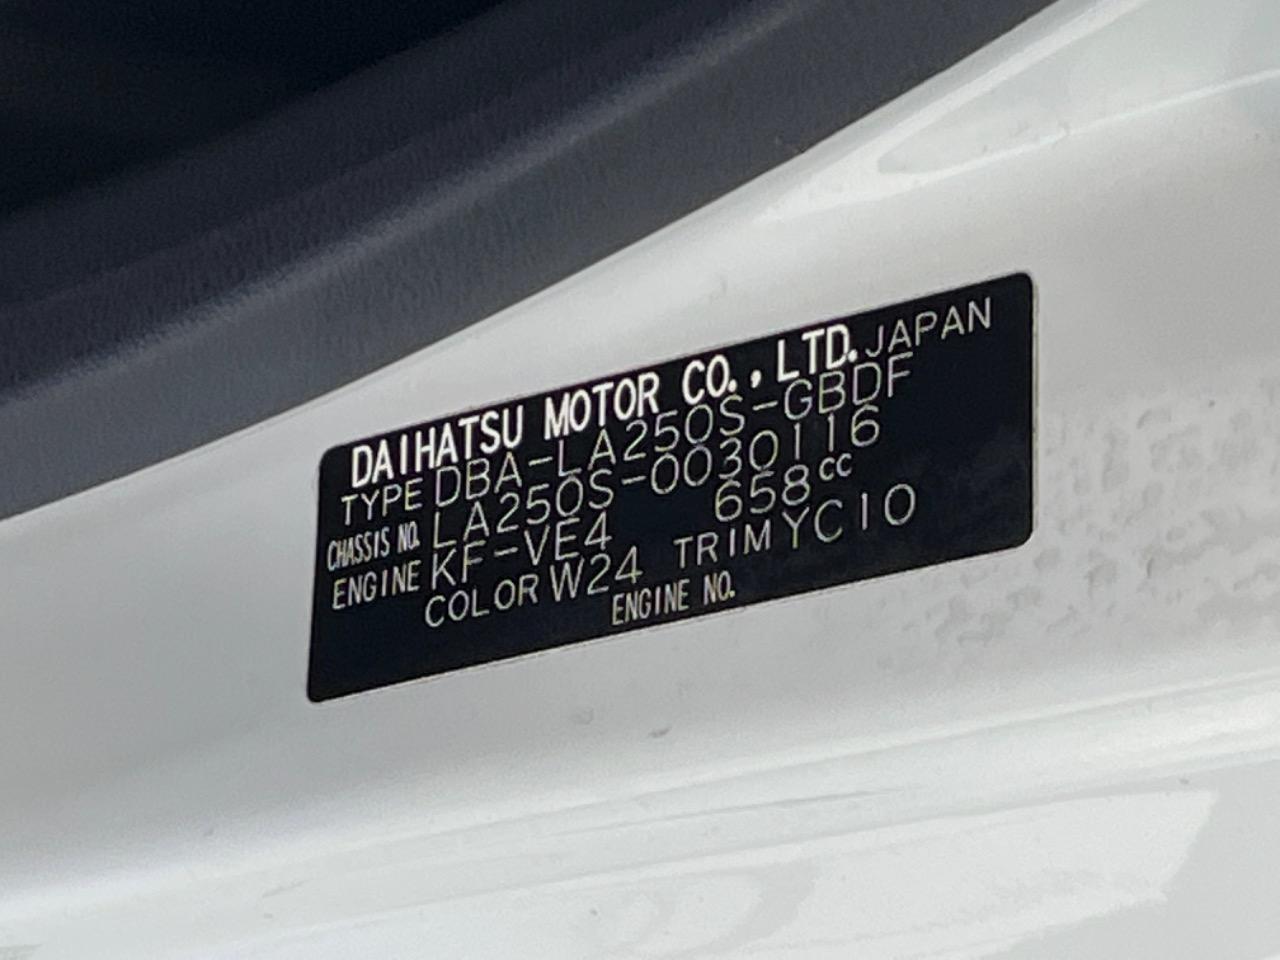 DAIHATSU MOTOR CO., LTD. JAPAN
TYPE DBA-LA250S-GBDF
CHASSIS NO. LA250S-0030116
ENGINE KF-VE4 658cc
COLOR W24 TRIM YC10
ENGINE NO.